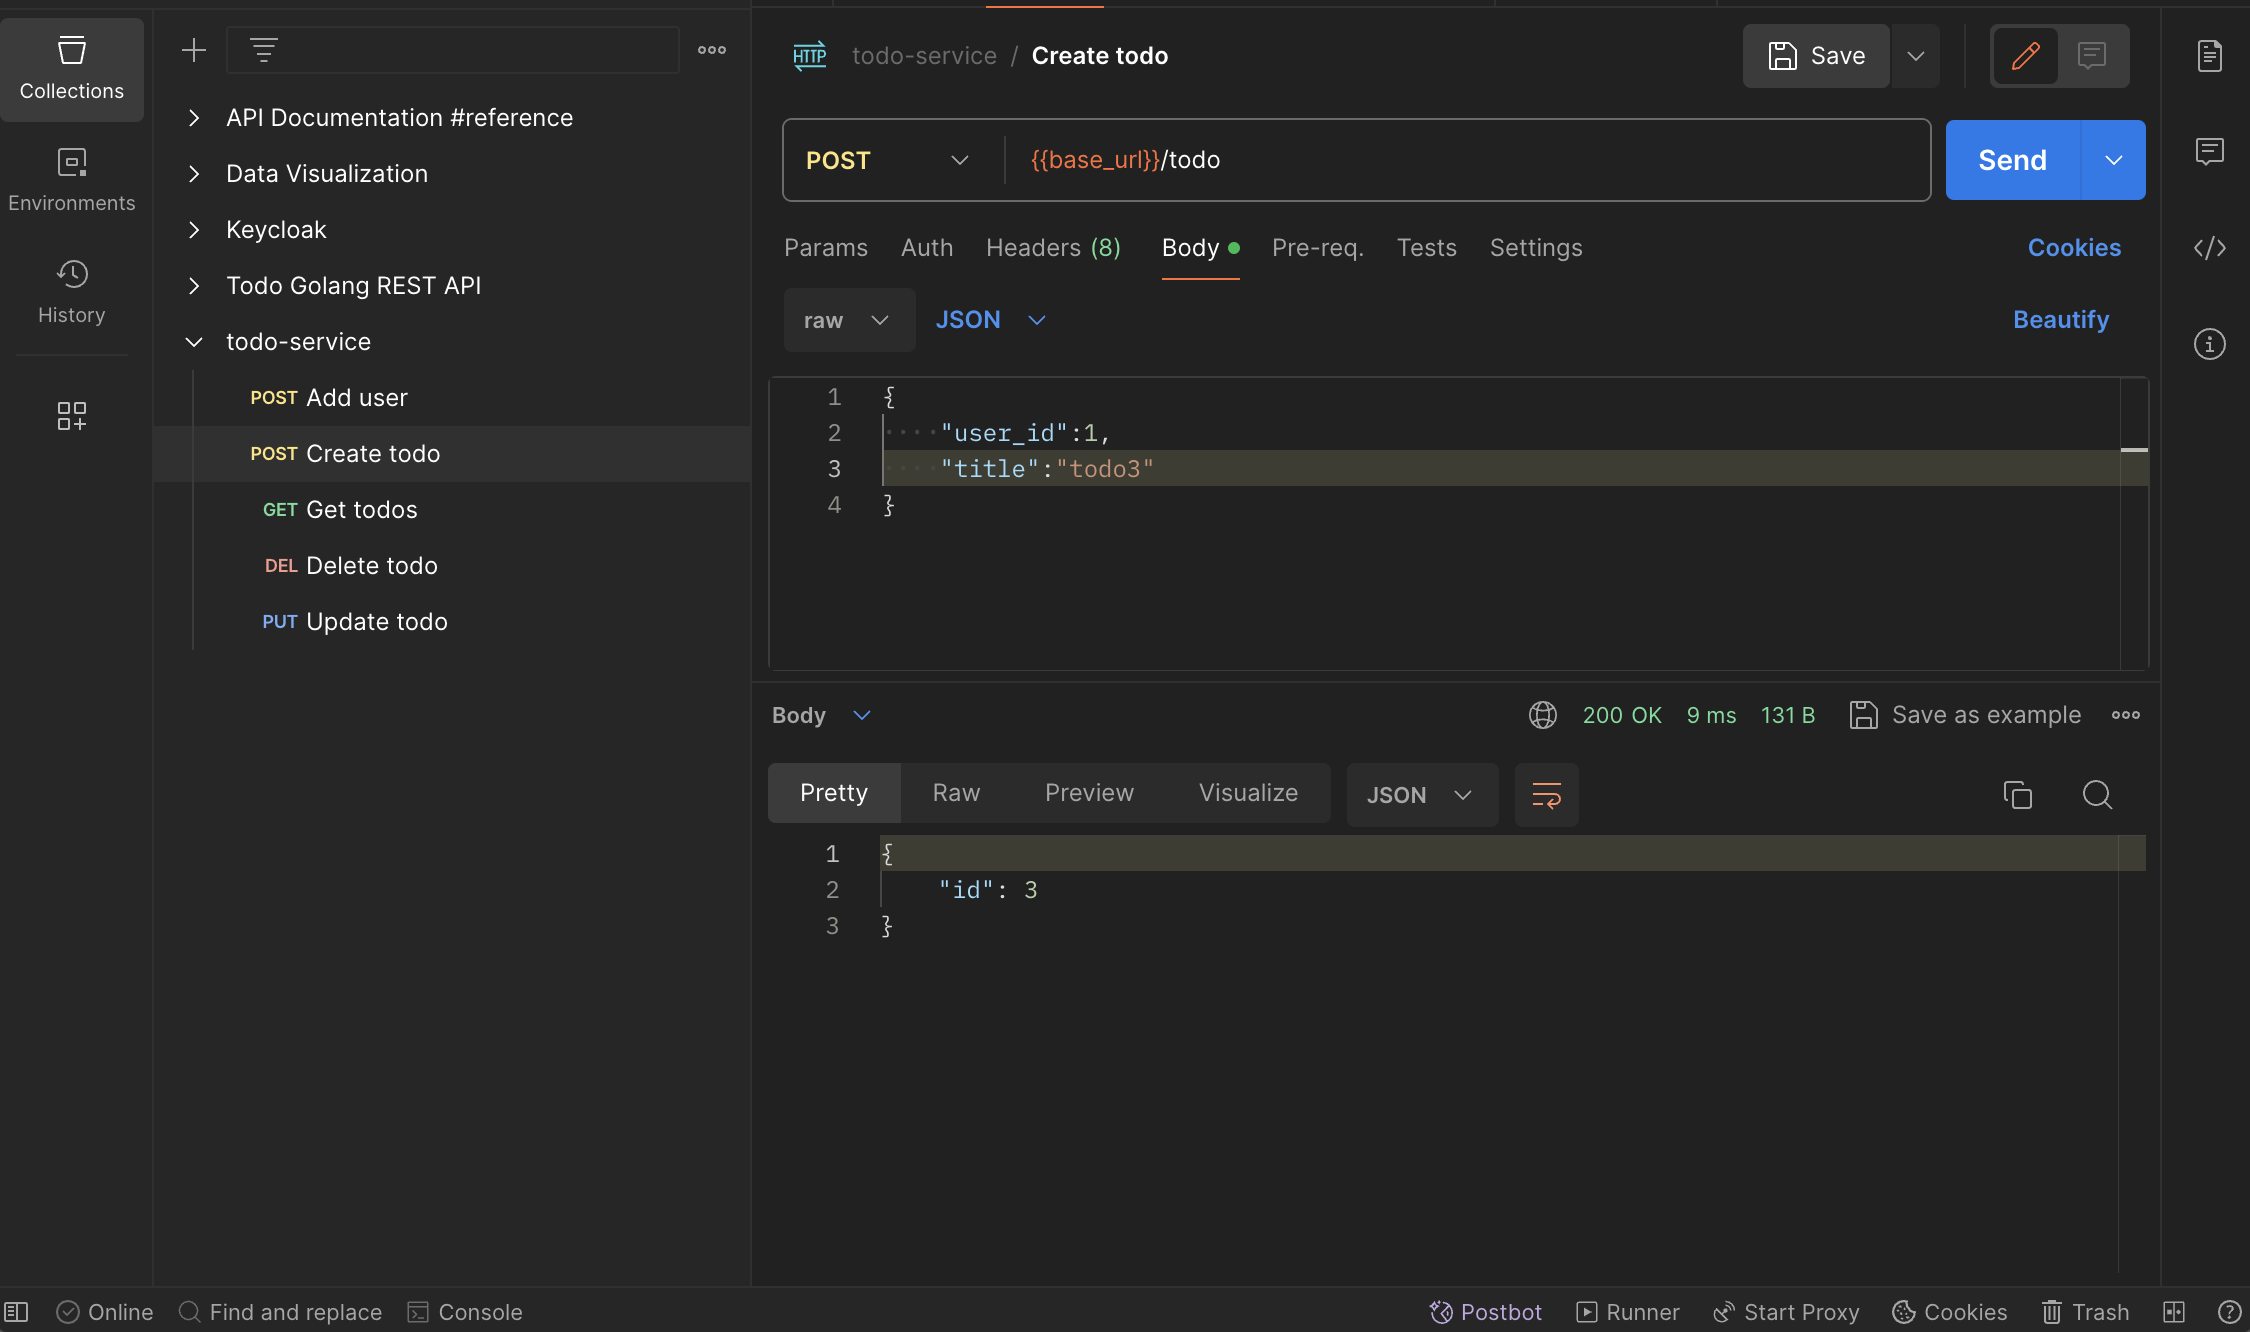 Collections
Environments
History
API Documentation #reference
Data Visualization
Keycloak
Todo Golang REST API
todo-service
POST Add user
POST Create todo
GET Get todos
DEL Delete todo
PUT Update todo
HTTP todo-service / Create todo
Save
POST {{base_url}}/todo
Send
Params Auth Headers (8) Body Pre-req. Tests Settings Cookies
raw JSON Beautify
1 {
2 "user_id":1,
3 "title":"todo3"
4 }
Body 200 OK 9 ms 131 B Save as example
Pretty Raw Preview Visualize JSON
1 {
2 "id": 3
3 }
Online Find and replace Console Postbot Runner Start Proxy Cookies Trash